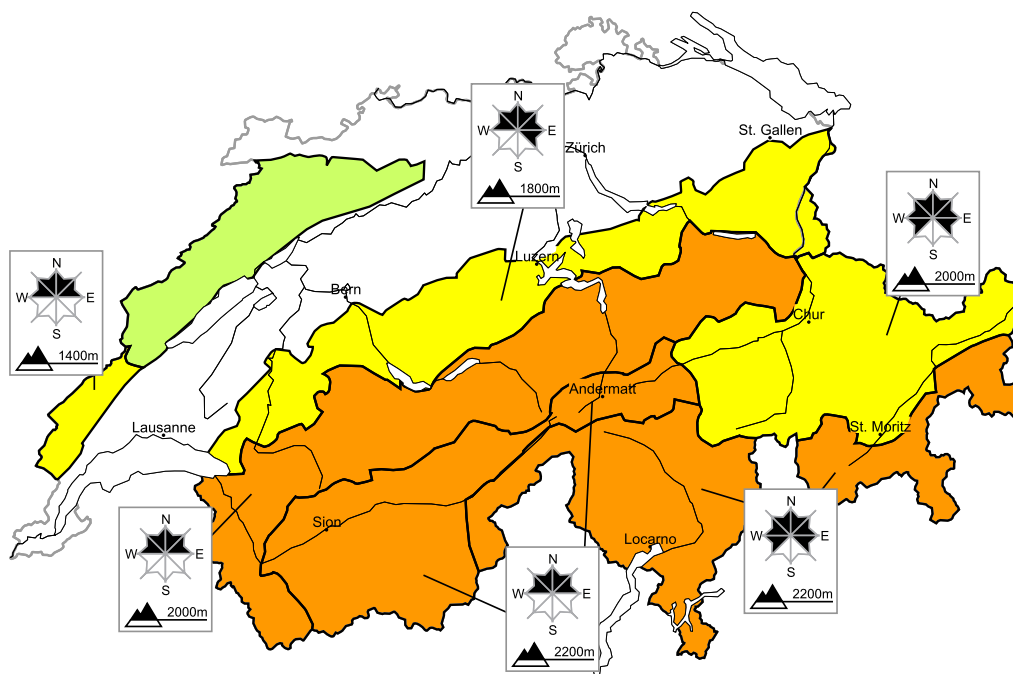 N
W E
S
1800m
Zürich
St. Gallen
N
W E
S
2000m
Luzern
N
W E
S
1400m
Bern
Chur
Andermatt
Lausanne
St. Moritz
N
W E
S
2000m
Sion
Locarno
N
W E
S
2200m
N
W E
S
2200m